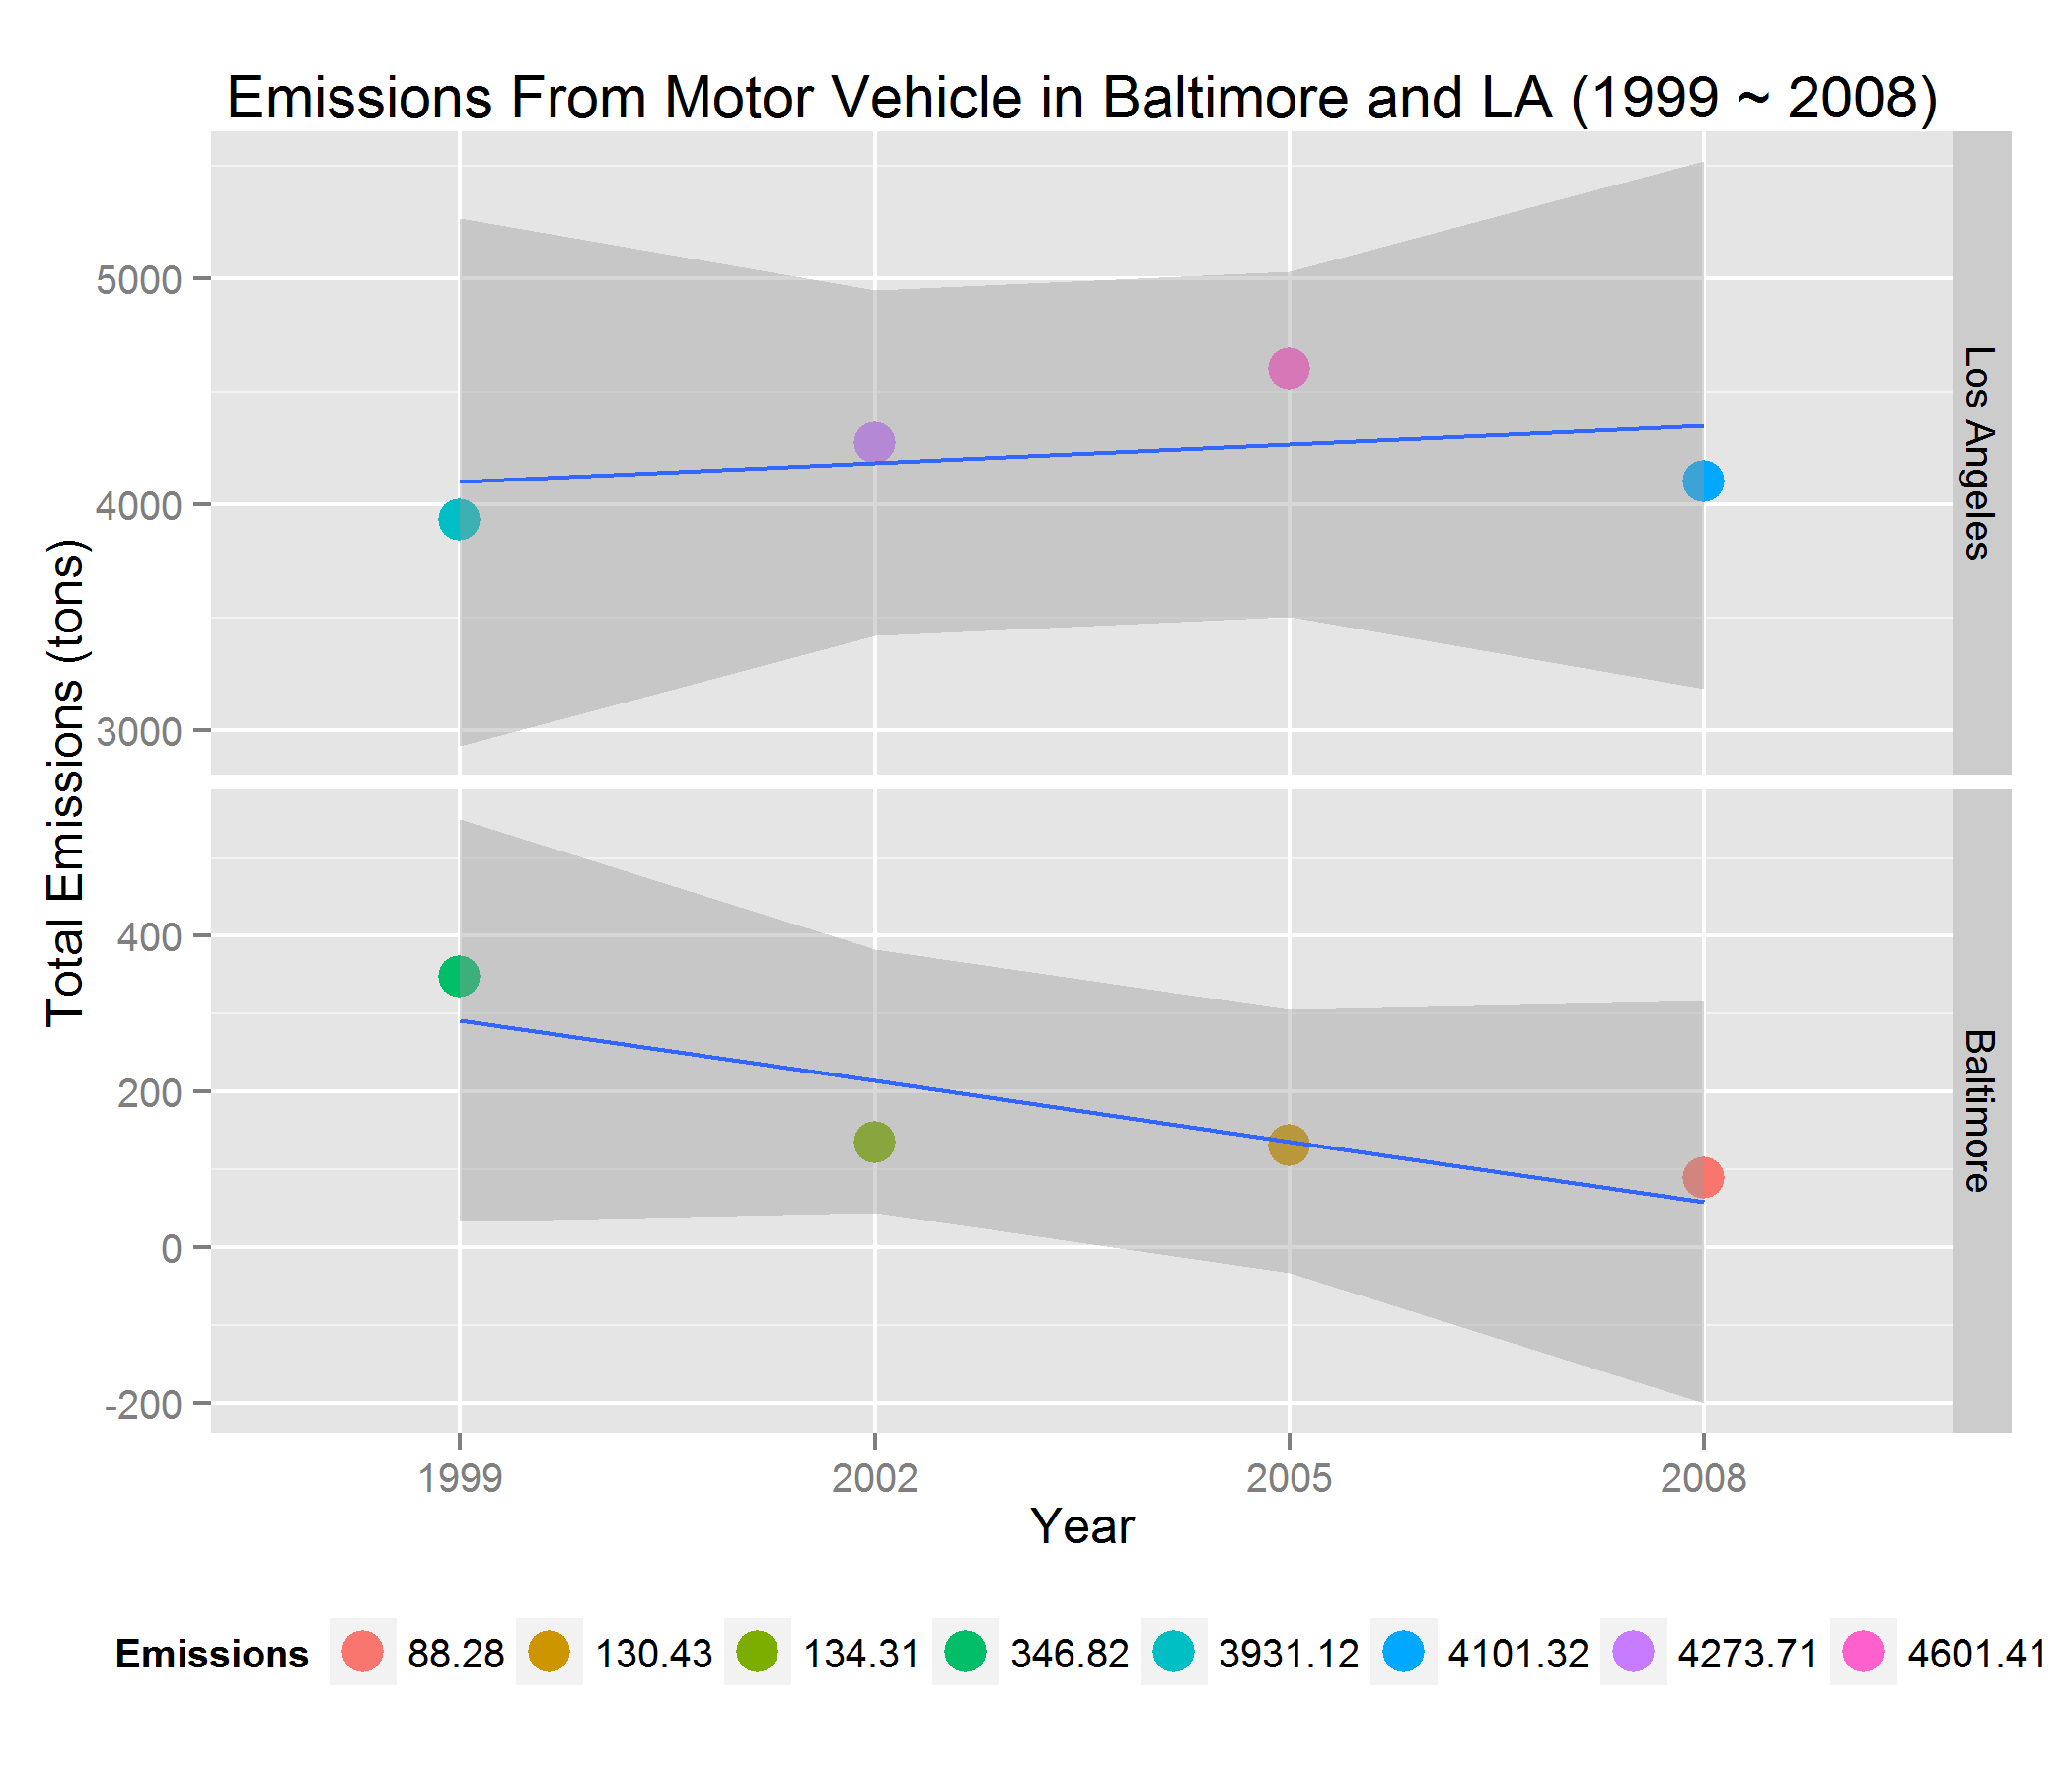 Emissions From Motor Vehicle in Baltimore and LA (1999 ~ 2008)
Total Emissions (tons)
5000
4000
3000
Los Angeles
400
200
0
-200
Baltimore
1999 2002 2005 2008
Year
Emissions 88.28 130.43 134.31 346.82 3931.12 4101.32 4273.71 4601.41